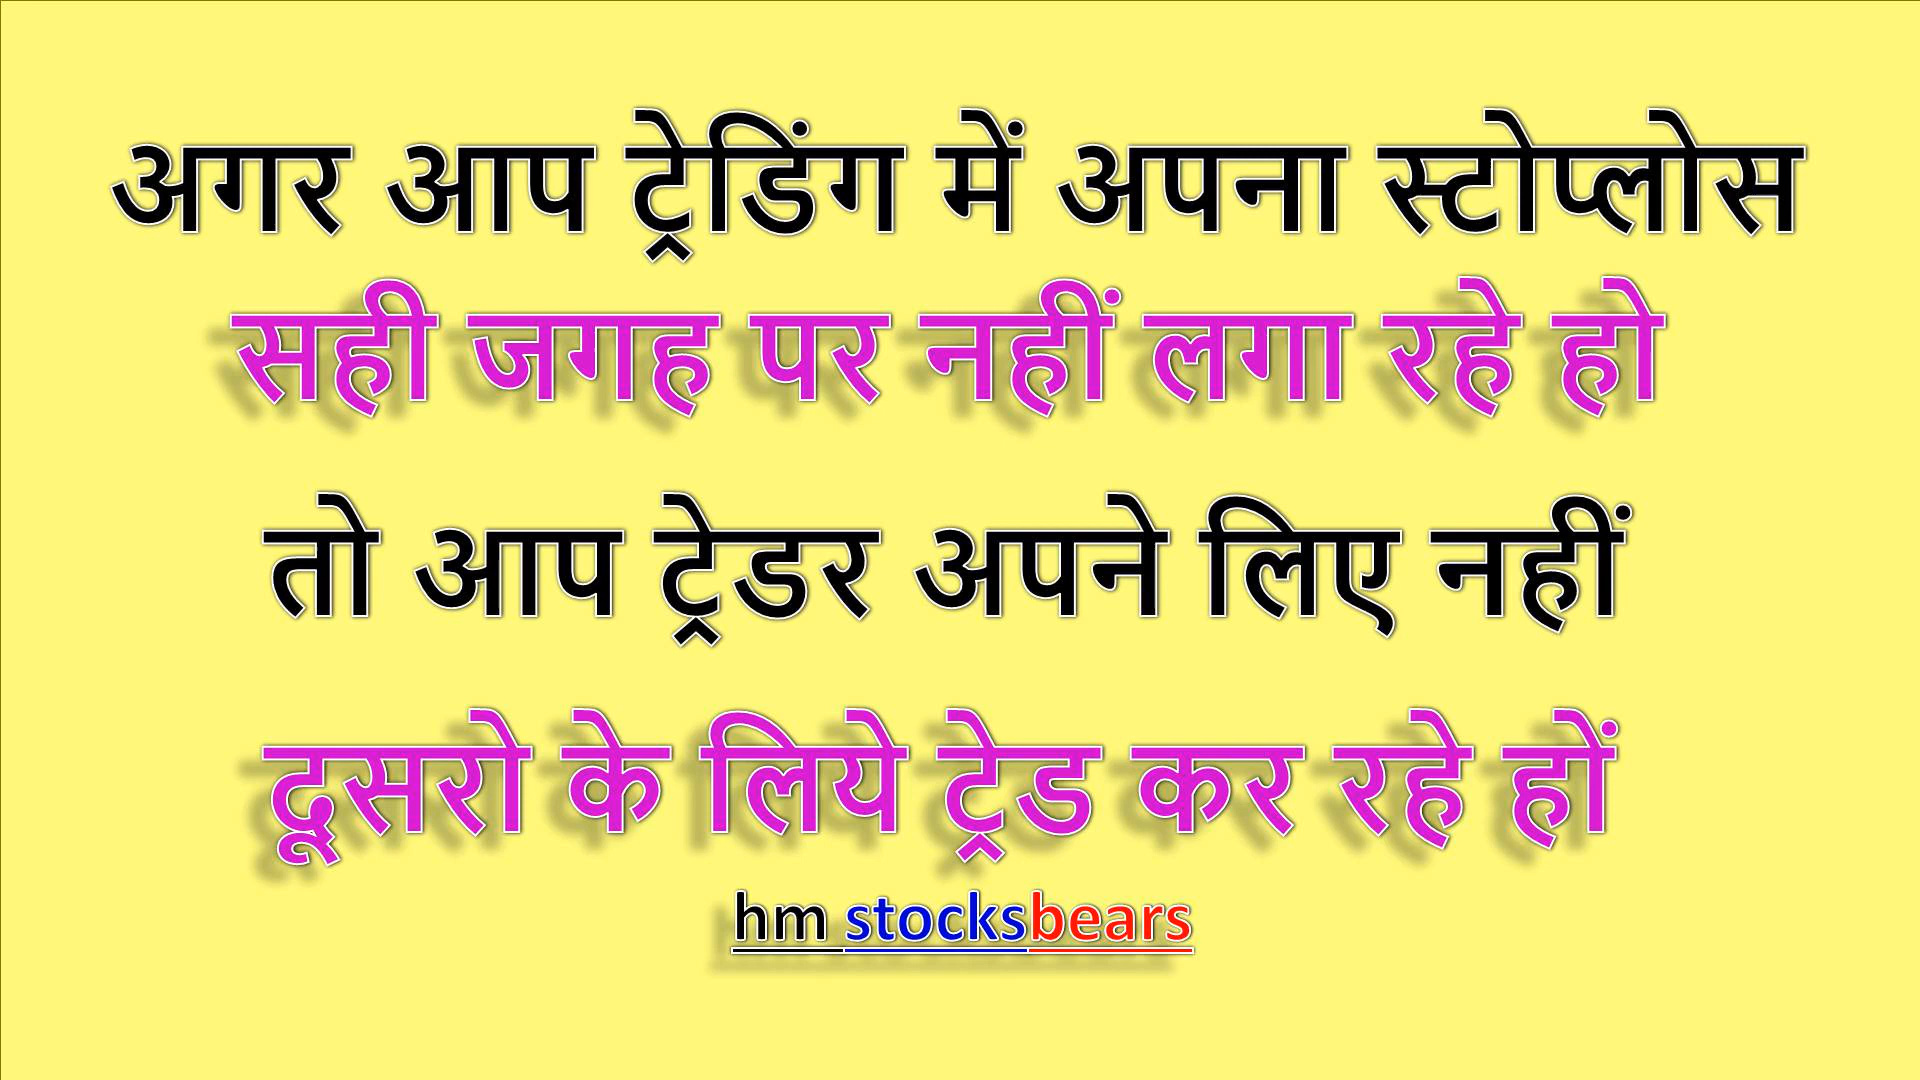 अगर आप ट्रेडिंग में अपना स्टोप्लोस
सही जगह पर नहीं लगा रहे हो
तो आप ट्रेडर अपने लिए नहीं
दूसरो के लिये ट्रेड कर रहे हों
hm stocksbears